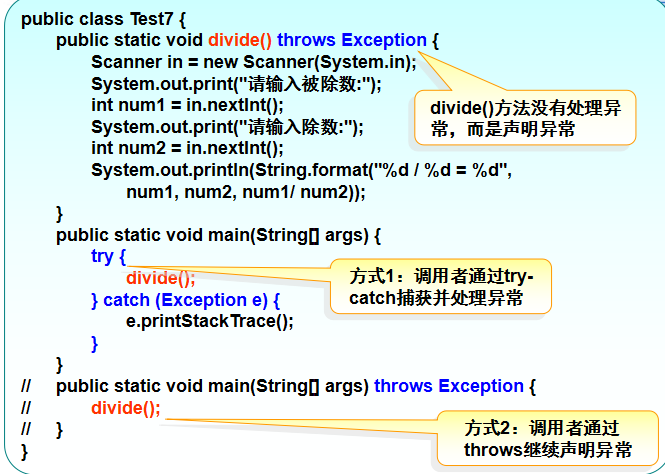 public class Test7 {
public static void divide() throws Exception {
Scanner in = new Scanner(System.in);
System.out.print("请输入被除数:");
int num1 = in.nextInt();
System.out.print("请输入除数:");
int num2 = in.nextInt();
System.out.println(String.format("%d / %d = %d",
num1, num2, num1/ num2));
}
divide()方法没有处理异
常，而是声明异常
public static void main(String[] args) {
try {
divide();
} catch (Exception e) {
e.printStackTrace();
}
}
方式1：调用者通过try-
catch捕获并处理异常
// public static void main(String[] args) throws Exception {
// divide();
// }
}
方式2：调用者通过
throws继续声明异常